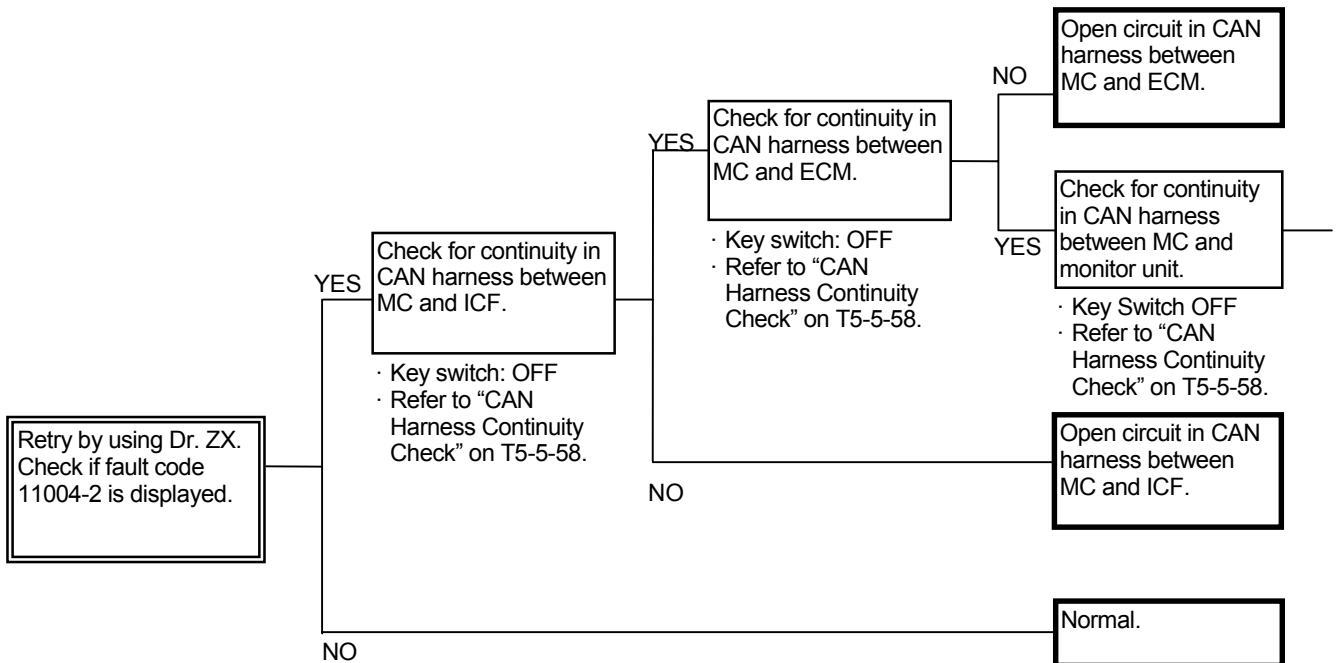 Retry by using Dr. ZX.
Check if fault code
11004-2 is displayed.
YES
Check for continuity in
CAN harness between
MC and ICF.
· Key switch: OFF
· Refer to “CAN
Harness Continuity
Check” on T5-5-58.
YES
Check for continuity in
CAN harness between
MC and ECM.
· Key switch: OFF
· Refer to “CAN
Harness Continuity
Check” on T5-5-58.
NO
Open circuit in CAN
harness between
MC and ECM.
YES
Check for continuity
in CAN harness
between MC and
monitor unit.
· Key Switch OFF
· Refer to “CAN
Harness Continuity
Check” on T5-5-58.
NO
Open circuit in CAN
harness between
MC and ICF.
NO
Normal.